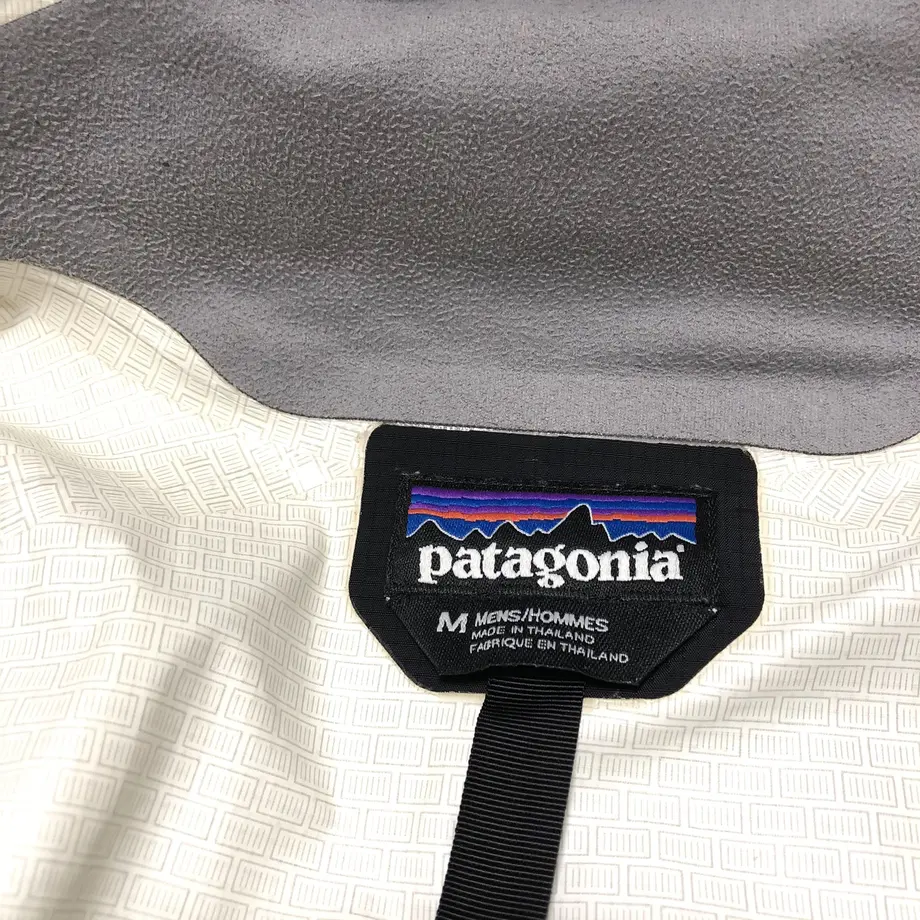 patagonia®
M MENS/HOMMES
MADE IN THAILAND
FABRIQUE EN THAILAND